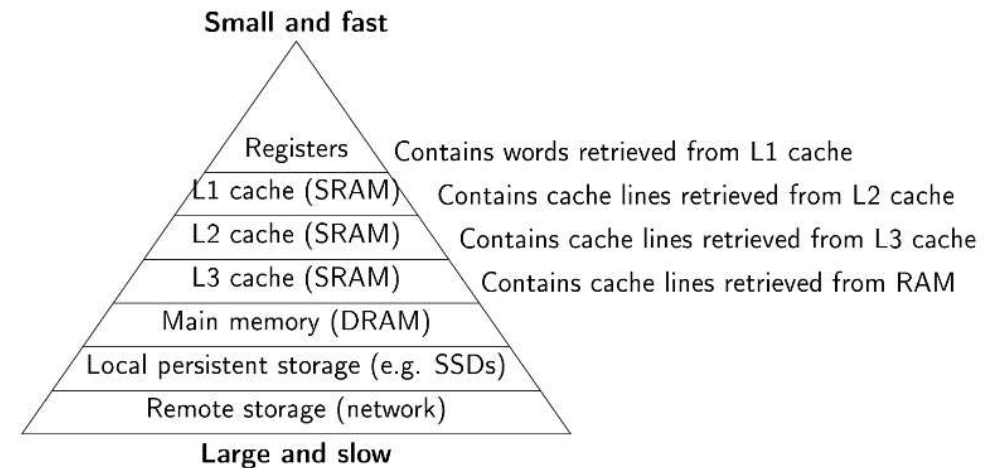 Small and fast
Registers
Contains words retrieved from L1 cache
L1 cache (SRAM)
Contains cache lines retrieved from L2 cache
L2 cache (SRAM)
Contains cache lines retrieved from L3 cache
L3 cache (SRAM)
Contains cache lines retrieved from RAM
Main memory (DRAM)
Local persistent storage (e.g. SSDs)
Remote storage (network)
Large and slow